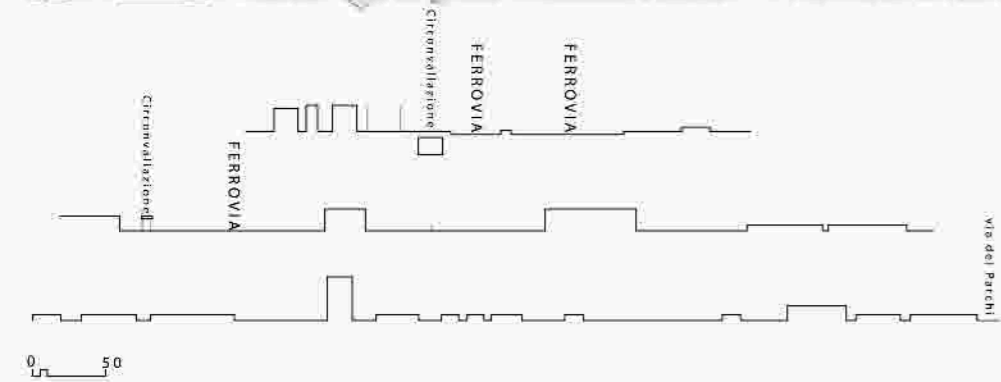 Circonvallazione
FERROVIA
FERROVIA
Circonvallazione
FERROVIA
via dei Parchi
0 50